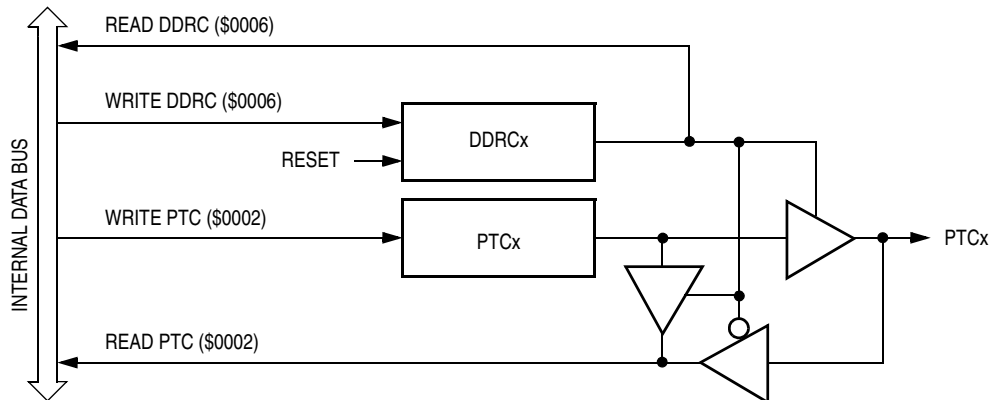 READ DDRC ($0006)
WRITE DDRC ($0006)
DDRCx
RESET
INTERNAL DATA BUS
WRITE PTC ($0002)
PTCx
PTCx
READ PTC ($0002)